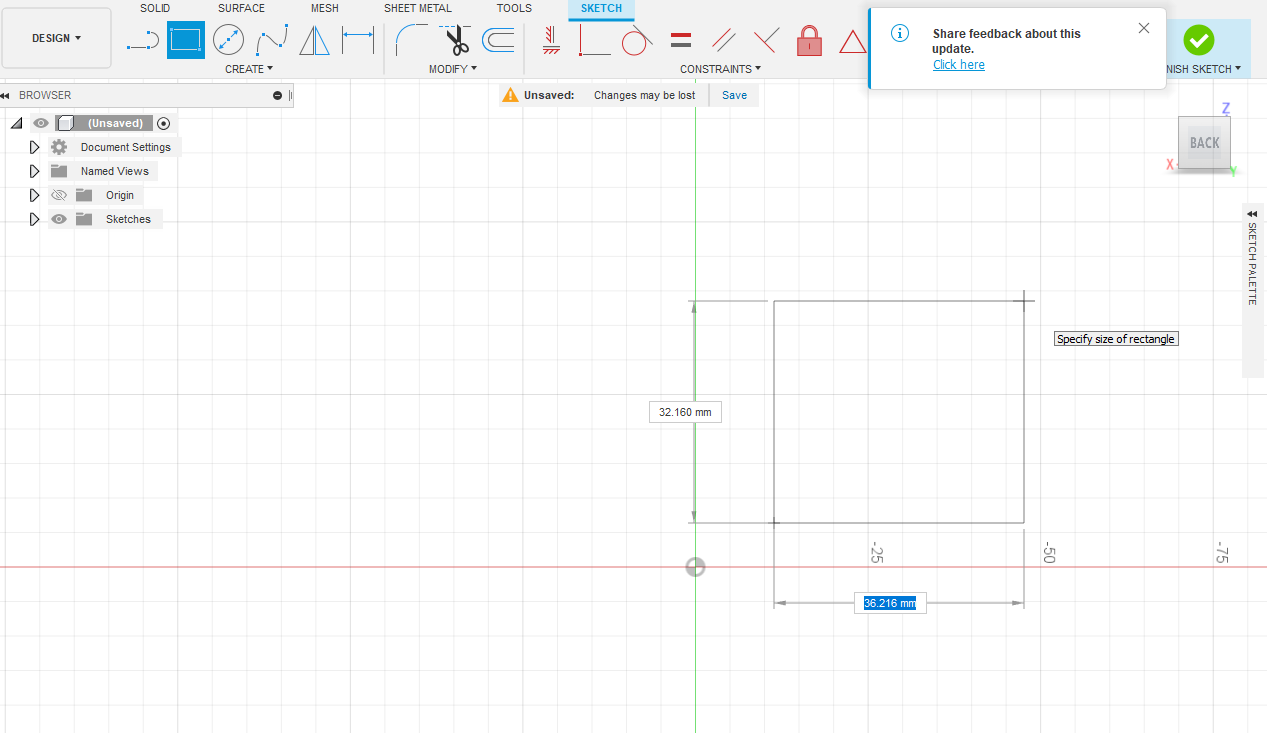 SOLID SURFACE MESH SHEET METAL TOOLS SKETCH
DESIGN
CREATE MODIFY CONSTRAINTS NISH SKETCH
Share feedback about this
update.
Click here
BROWSER
Unsaved: Changes may be lost Save
(Unsaved)
Document Settings
Named Views
Origin
Sketches
Z
BACK
X
Y
SKETCH PALETTE
Specify size of rectangle
32.160 mm
-25
-50
-75
36.216 mm